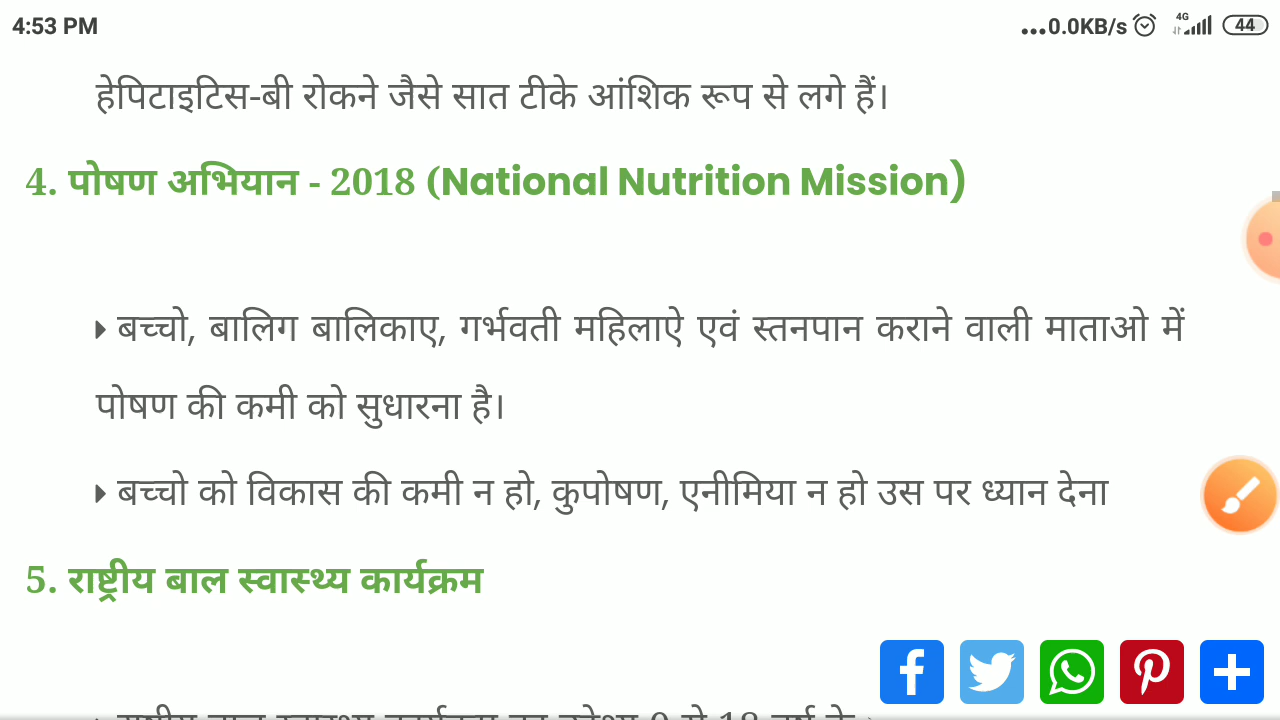 4:53 PM
...0.0KB/s 4G 44
हेपिटाइटिस-बी रोकने जैसे सात टीके आंशिक रूप से लगे हैं।
4. पोषण अभियान - 2018 (National Nutrition Mission)
बच्चो, बालिग बालिकाए, गर्भवती महिलाऐ एवं स्तनपान कराने वाली माताओ में
पोषण की कमी को सुधारना है।
बच्चो को विकास की कमी न हो, कुपोषण, एनीमिया न हो उस पर ध्यान देना
5. राष्ट्रीय बाल स्वास्थ्य कार्यक्रम